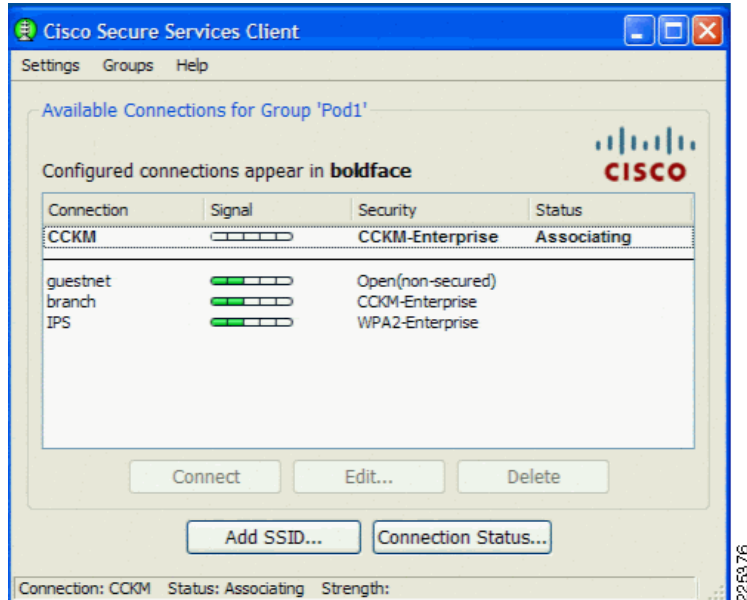 Cisco Secure Services Client
Settings Groups Help
Available Connections for Group 'Pod1'
CISCO
Configured connections appear in boldface
Connection Signal Security Status
CCKM CCKM-Enterprise Associating
guestnet Open(non-secured)
branch CCKM-Enterprise
IPS WPA2-Enterprise
Connect Edit... Delete
Add SSID... Connection Status...
Connection: CCKM Status: Associating Strength:
225376